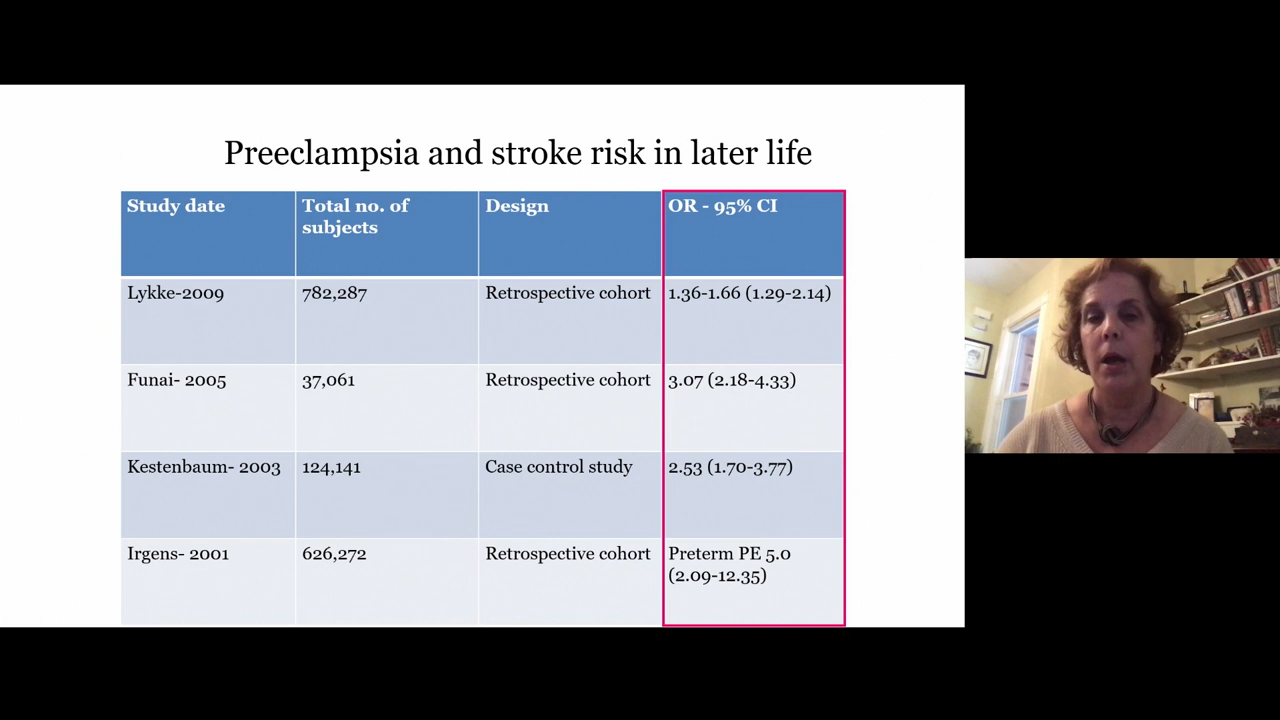 Preeclampsia and stroke risk in later life
Study date
Total no. of
subjects
Design
OR - 95% CI
Lykke-2009
782,287
Retrospective cohort
1.36-1.66 (1.29-2.14)
Funai- 2005
37,061
Retrospective cohort
3.07 (2.18-4.33)
Kestenbaum- 2003
124,141
Case control study
2.53 (1.70-3.77)
Irgens- 2001
626,272
Retrospective cohort
Preterm PE 5.0
(2.09-12.35)